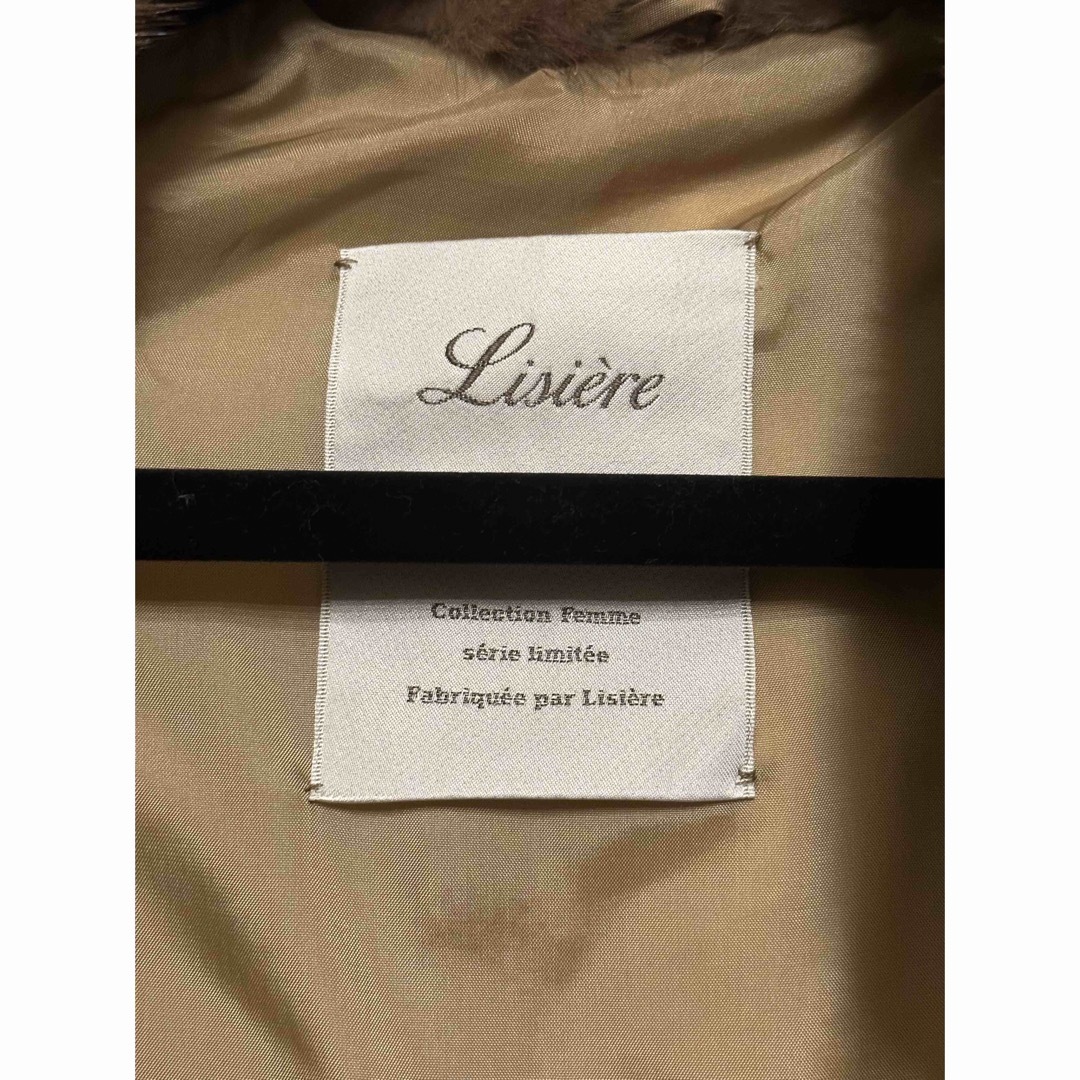 Lisière
Collection Femme
série limitée
Fabriquée par Lisière